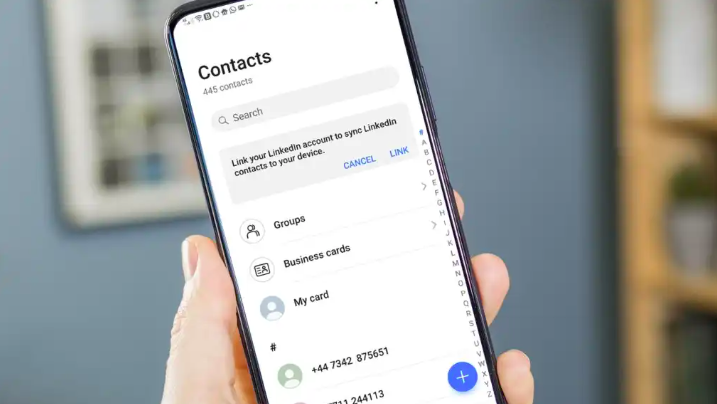 Contacts
445 contacts
Search
Link your LinkedIn account to sync LinkedIn
contacts to your device.
CANCEL LINK
Groups
Business cards
My card
#
+44 7342 875651
711 244113
#
A
B
C
D
E
F
G
H
I
J
K
L
M
N
O
P
Q
R
S
T
U
V
W
X
Y
Z